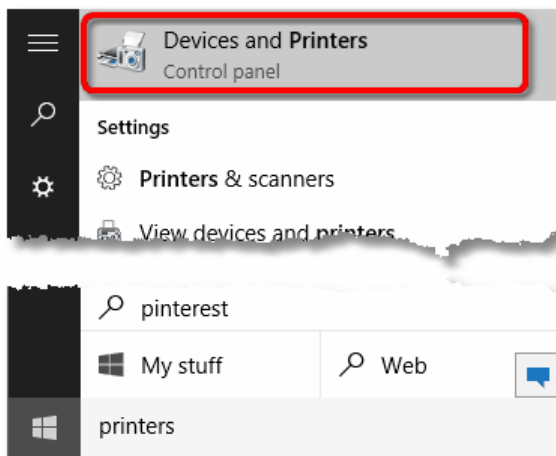 Devices and Printers
Control panel
Settings
Printers & scanners
View devices and printers
pinterest
My stuff
Web
printers